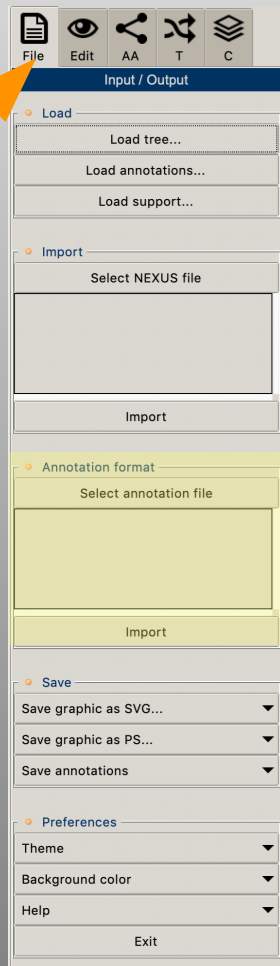 File Edit AA T C
Input / Output
Load
Load tree...
Load annotations...
Load support...
Import
Select NEXUS file
Import
Annotation format
Select annotation file
Import
Save
Save graphic as SVG...
Save graphic as PS...
Save annotations
Preferences
Theme
Background color
Help
Exit